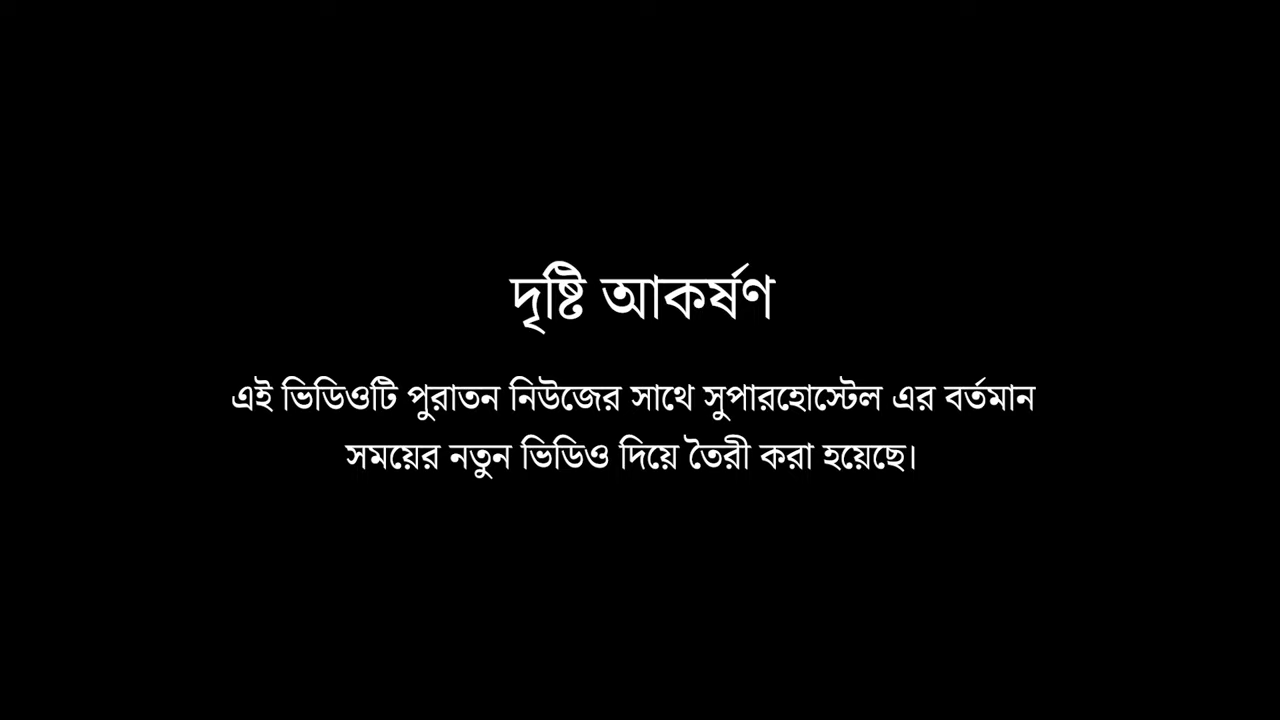 দৃষ্টি আকর্ষণ
এই ভিডিওটি পুরাতন নিউজের সাথে সুপারহোস্টেল এর বর্তমান
সময়ের নতুন ভিডিও দিয়ে তৈরী করা হয়েছে।